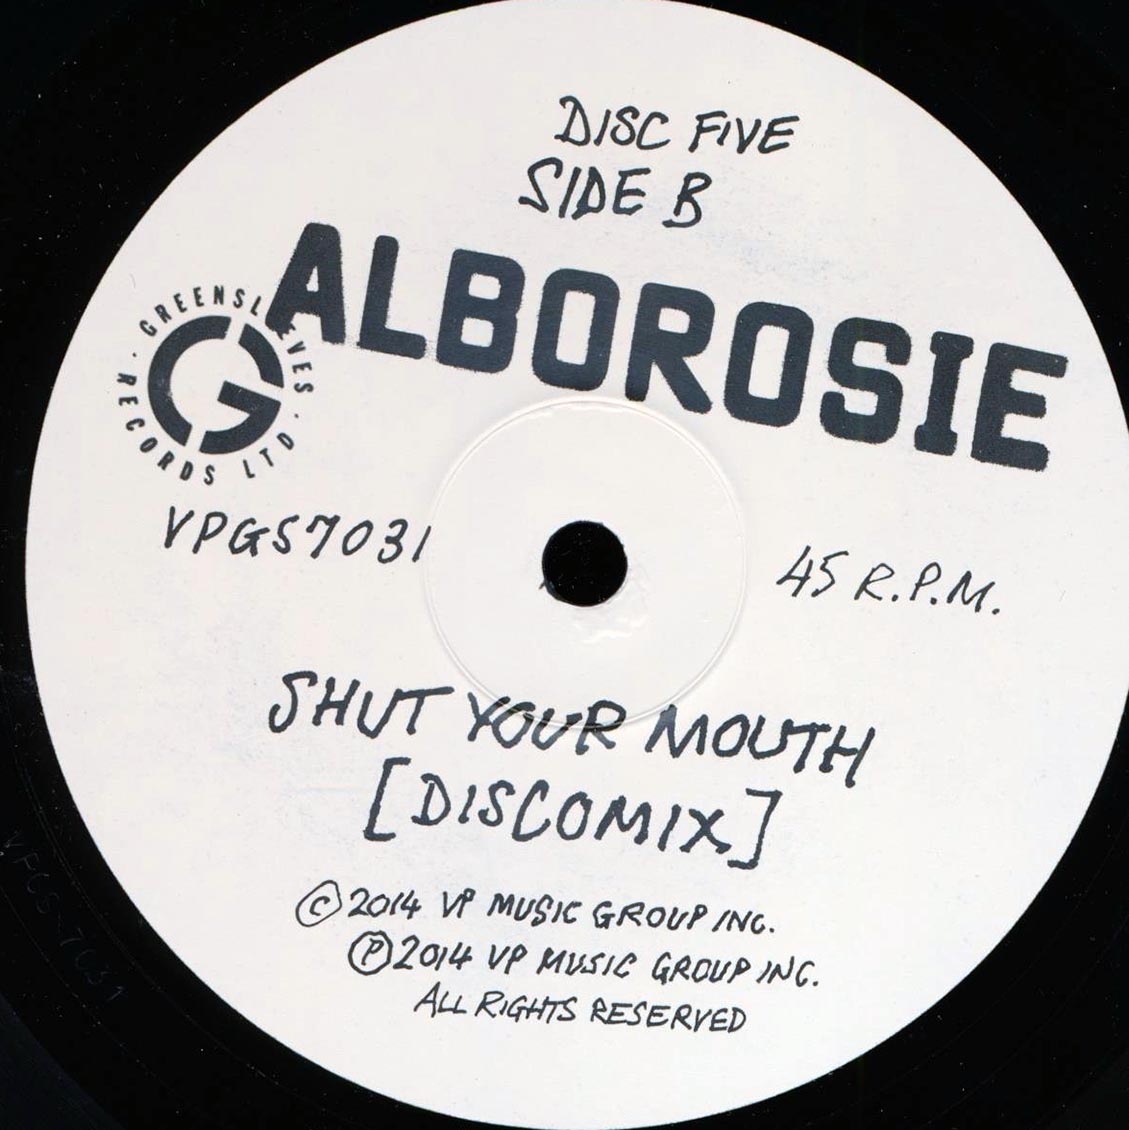 DISC FIVE
SIDE B
ALBOROSIE
GREENSLEEVES · RECORDS LTD ·
VPGS7031
45 R.P.M.
SHUT YOUR MOUTH
[DISCOMIX]
Ⓒ 2014 VP MUSIC GROUP INC.
Ⓟ 2014 VP MUSIC GROUP INC.
ALL RIGHTS RESERVED